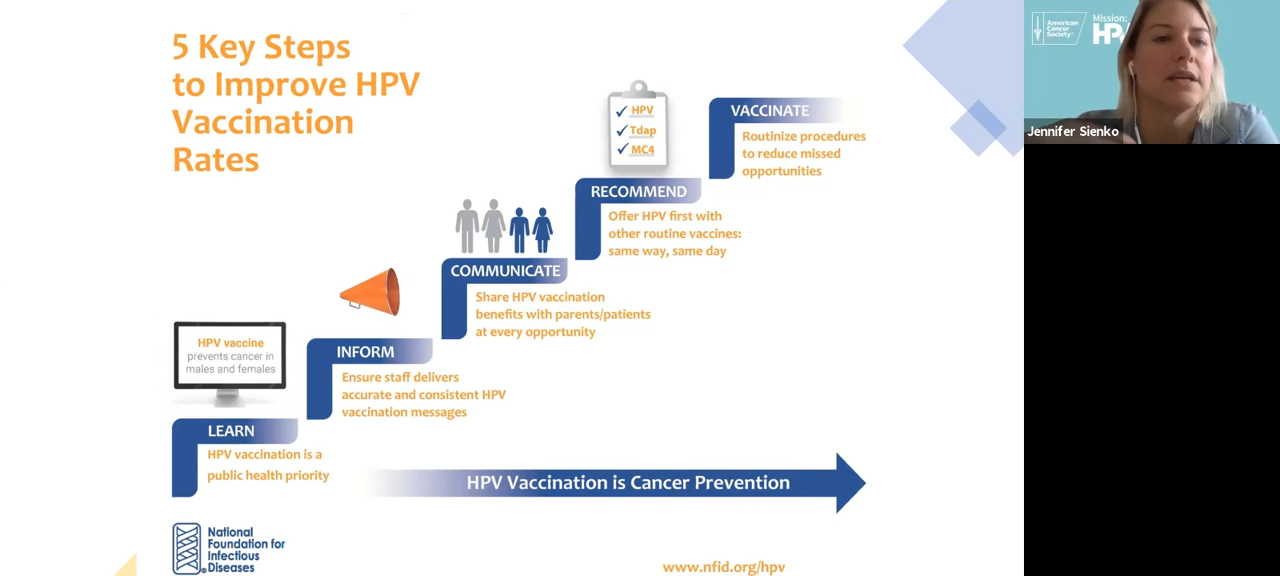 5 Key Steps
to Improve HPV
Vaccination
Rates
HPV vaccine
prevents cancer in
males and females
LEARN
HPV vaccination is a
public health priority
INFORM
Ensure staff delivers
accurate and consistent HPV
vaccination messages
COMMUNICATE
Share HPV vaccination
benefits with parents/patients
at every opportunity
HPV
Tdap
MC4
RECOMMEND
Offer HPV first with
other routine vaccines:
same way, same day
VACCINATE
Routinize procedures
to reduce missed
opportunities
HPV Vaccination is Cancer Prevention
National
Foundation for
Infectious
Diseases
www.nfid.org/hpv
American
Cancer
Society
Mission:
Jennifer Sienko